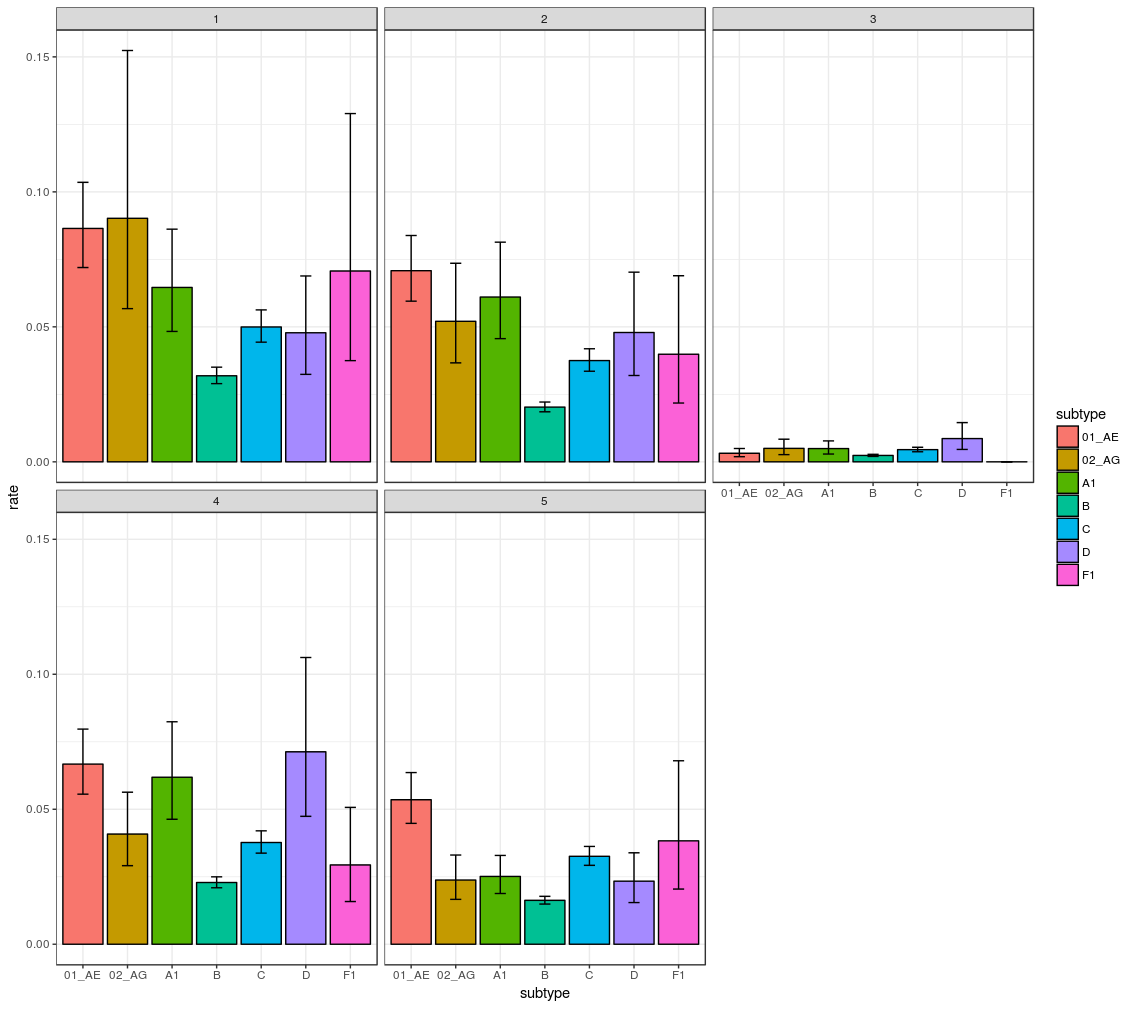 1 2 3
0.15
0.10
0.05
0.00
01_AE 02_AG A1 B C D F1
rate
4 5
0.15
0.10
0.05
0.00
01_AE 02_AG A1 B C D F1 01_AE 02_AG A1 B C D F1
subtype
subtype
01_AE
02_AG
A1
B
C
D
F1